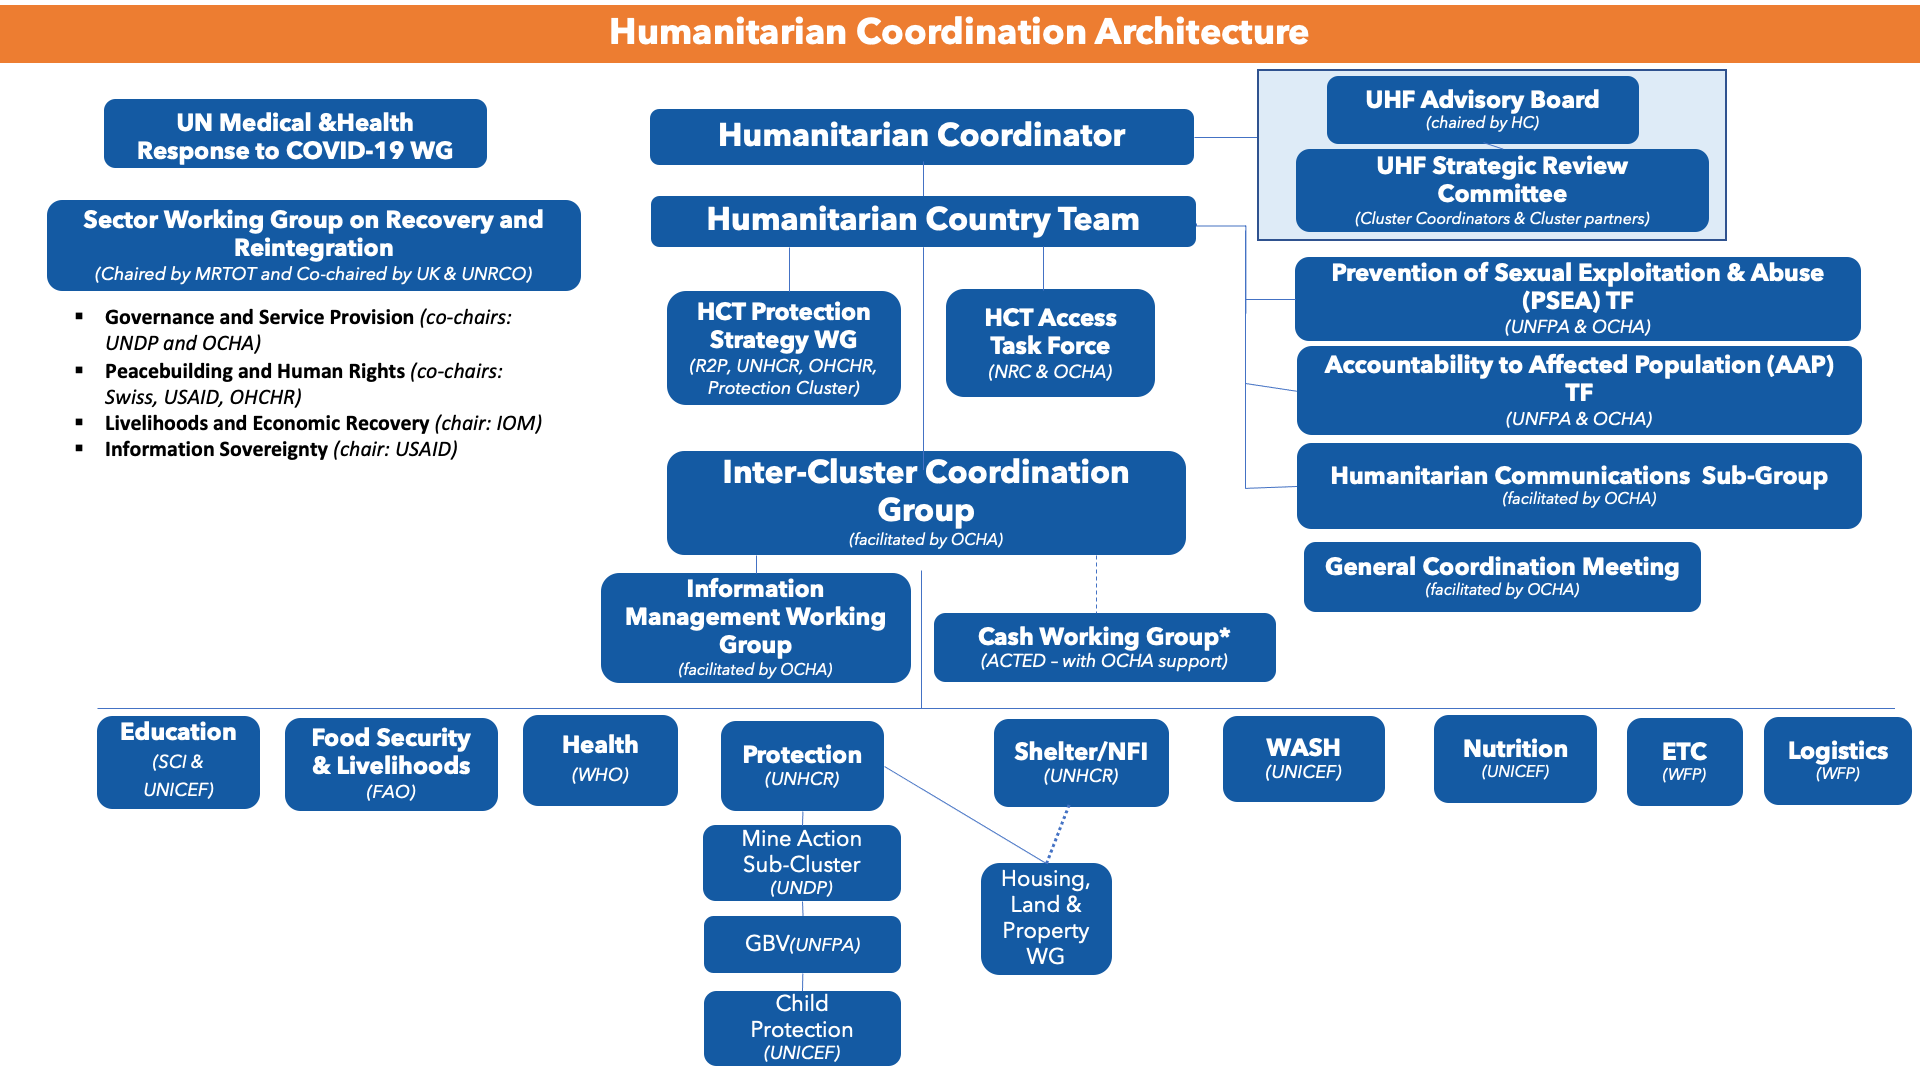 Humanitarian Coordination Architecture
UN Medical &Health
Response to COVID-19 WG
Sector Working Group on Recovery and
Reintegration
(Chaired by MRTOT and Co-chaired by UK & UNRCO)
▪ Governance and Service Provision (co-chairs:
UNDP and OCHA)
▪ Peacebuilding and Human Rights (co-chairs:
Swiss, USAID, OHCHR)
▪ Livelihoods and Economic Recovery (chair: IOM)
▪ Information Sovereignty (chair: USAID)
Humanitarian Coordinator
Humanitarian Country Team
HCT Protection
Strategy WG
(R2P, UNHCR, OHCHR,
Protection Cluster)
HCT Access
Task Force
(NRC & OCHA)
UHF Advisory Board
(chaired by HC)
UHF Strategic Review
Committee
(Cluster Coordinators & Cluster partners)
Prevention of Sexual Exploitation & Abuse
(PSEA) TF
(UNFPA & OCHA)
Accountability to Affected Population (AAP)
TF
(UNFPA & OCHA)
Humanitarian Communications Sub-Group
(facilitated by OCHA)
General Coordination Meeting
(facilitated by OCHA)
Inter-Cluster Coordination
Group
(facilitated by OCHA)
Information
Management Working
Group
(facilitated by OCHA)
Cash Working Group*
(ACTED – with OCHA support)
Education
(SCI &
UNICEF)
Food Security
& Livelihoods
(FAO)
Health
(WHO)
Protection
(UNHCR)
Shelter/NFI
(UNHCR)
WASH
(UNICEF)
Nutrition
(UNICEF)
ETC
(WFP)
Logistics
(WFP)
Mine Action
Sub-Cluster
(UNDP)
GBV(UNFPA)
Child
Protection
(UNICEF)
Housing,
Land &
Property
WG